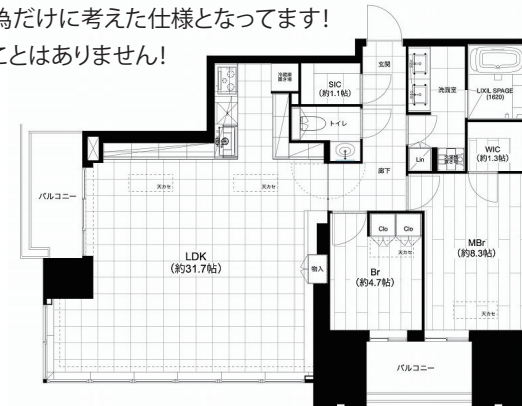 為だけに考えた仕様となってます!
ことはありません!
冷蔵庫
置き場
SIC
(約1.1帖)
玄関
洗面室
LIXIL SPAGE
(1620)
トイレ
Lin
WIC
(約1.3帖)
廊下
バルコニー
天カセ
天カセ
LDK
(約31.7帖)
物入
Clo
Clo
天カセ
Br
(約4.7帖)
MBr
(約8.3帖)
天カセ
バルコニー